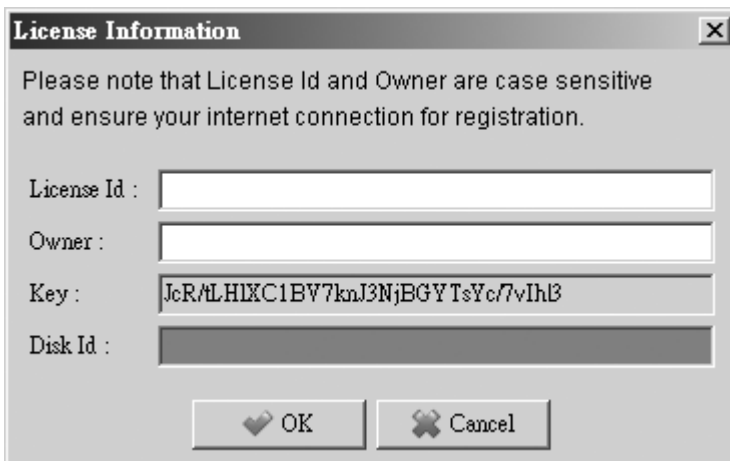 License Information
Please note that License Id and Owner are case sensitive
and ensure your internet connection for registration.
License Id :
Owner :
Key : JcR/tLHlXC1BV7knJ3NjBGYTsYc/7vIhl3
Disk Id :
OK Cancel